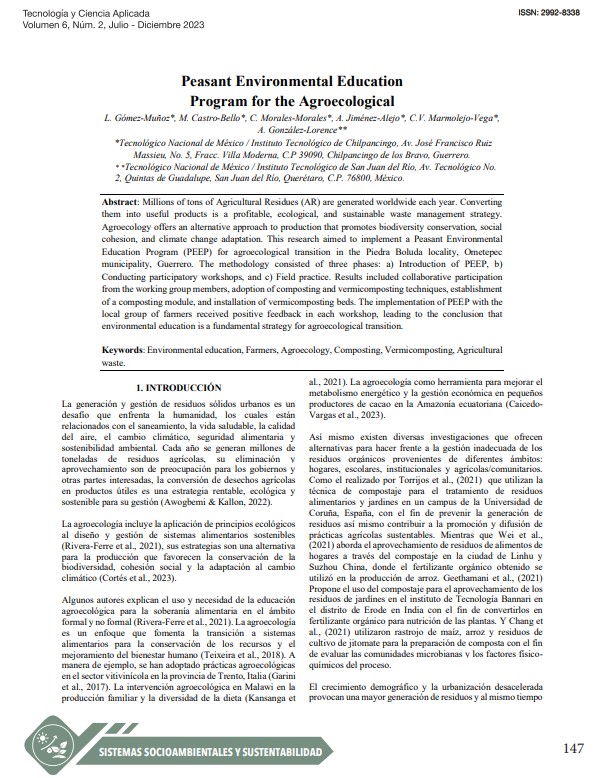 Tecnología y Ciencia Aplicada
Volumen 6, Núm. 2, Julio - Diciembre 2023
ISSN: 2992-8338
Peasant Environmental Education
Program for the Agroecological
L. Gómez-Muñoz*, M. Castro-Bello*, C. Morales-Morales*, A. Jiménez-Alejo*, C.V. Marmolejo-Vega*,
A. González-Lorence**
*Tecnológico Nacional de México / Instituto Tecnológico de Chilpancingo, Av. José Francisco Ruiz
Massieu, No. 5, Fracc. Villa Moderna, C.P 39090, Chilpancingo de los Bravo, Guerrero.
**Tecnológico Nacional de México / Instituto Tecnológico de San Juan del Río, Av. Tecnológico No.
2, Quintas de Guadalupe, San Juan del Río, Querétaro, C.P. 76800, México.
Abstract: Millions of tons of Agricultural Residues (AR) are generated worldwide each year. Converting
them into useful products is a profitable, ecological, and sustainable waste management strategy.
Agroecology offers an alternative approach to production that promotes biodiversity conservation, social
cohesion, and climate change adaptation. This research aimed to implement a Peasant Environmental
Education Program (PEEP) for agroecological transition in the Piedra Boluda locality, Ometepec
municipality, Guerrero. The methodology consisted of three phases: a) Introduction of PEEP, b)
Conducting participatory workshops, and c) Field practice. Results included collaborative participation
from the working group members, adoption of composting and vermicomposting techniques, establishment
of a composting module, and installation of vermicomposting beds. The implementation of PEEP with the
local group of farmers received positive feedback in each workshop, leading to the conclusion that
environmental education is a fundamental strategy for agroecological transition.
Keywords: Environmental education, Farmers, Agroecology, Composting, Vermicomposting, Agricultural
waste.
1. INTRODUCCIÓN
La generación y gestión de residuos sólidos urbanos es un
desafío que enfrenta la humanidad, los cuales están
relacionados con el saneamiento, la vida saludable, la calidad
del aire, el cambio climático, seguridad alimentaria y
sostenibilidad ambiental. Cada año se generan millones de
toneladas de residuos agrícolas, su eliminación y
aprovechamiento son de preocupación para los gobiernos y
otras partes interesadas, la conversión de desechos agrícolas
en productos útiles es una estrategia rentable, ecológica y
sostenible para su gestión (Awogbemi & Kallon, 2022).
La agroecología incluye la aplicación de principios ecológicos
al diseño y gestión de sistemas alimentarios sostenibles
(Rivera-Ferre et al., 2021), sus estrategias son una alternativa
para la producción que favorecen la conservación de la
biodiversidad, cohesión social y la adaptación al cambio
climático (Cortés et al., 2023).
Algunos autores explican el uso y necesidad de la educación
agroecológica para la soberanía alimentaria en el ámbito
formal y no formal (Rivera-Ferre et al., 2021). La agroecología
es un enfoque que fomenta la transición a sistemas
alimentarios para la conservación de los recursos y el
mejoramiento del bienestar humano (Teixeira et al., 2018). A
manera de ejemplo, se han adoptado prácticas agroecológicas
en el sector vitivinícola en la provincia de Trento, Italia (Garini
et al., 2017). La intervención agroecológica en Malawi en la
producción familiar y la diversidad de la dieta (Kansanga et
al., 2021). La agroecología como herramienta para mejorar el
metabolismo energético y la gestión económica en pequeños
productores de cacao en la Amazonía ecuatoriana (Caicedo-
Vargas et al., 2023).
Así mismo existen diversas investigaciones que ofrecen
alternativas para hacer frente a la gestión inadecuada de los
residuos orgánicos provenientes de diferentes ámbitos:
hogares, escolares, institucionales y agrícolas/comunitarios.
Como el realizado por Torrijos et al., (2021) que utilizan la
técnica de compostaje para el tratamiento de residuos
alimentarios y jardines en un campus de la Universidad de
Coruña, España, con el fin de prevenir la generación de
residuos así mismo contribuir a la promoción y difusión de
prácticas agrícolas sustentables. Mientras que Wei et al.,
(2021) aborda el aprovechamiento de residuos de alimentos de
hogares a través del compostaje en la ciudad de Linhu y
Suzhou China, donde el fertilizante orgánico obtenido se
utilizó en la producción de arroz. Geethamani et al., (2021)
Propone el uso del compostaje para el aprovechamiento de los
residuos de jardínes en el instituto de Tecnología Bannari en
el distrito de Erode en India con el fin de convertirlos en
fertilizante orgánico para nutrición de las plantas. Y Chang et
al., (2021) utilizaron rastrojo de maíz, arroz y residuos de
cultivo de jitomate para la preparación de composta con el fin
de evaluar las comunidades microbianas y los factores físico-
químicos del proceso.
El crecimiento demográfico y la urbanización desacelerada
provocan una mayor generación de residuos y al mismo tiempo
SISTEMAS SOCIOAMBIENTALES Y SUSTENTABILIDAD
147